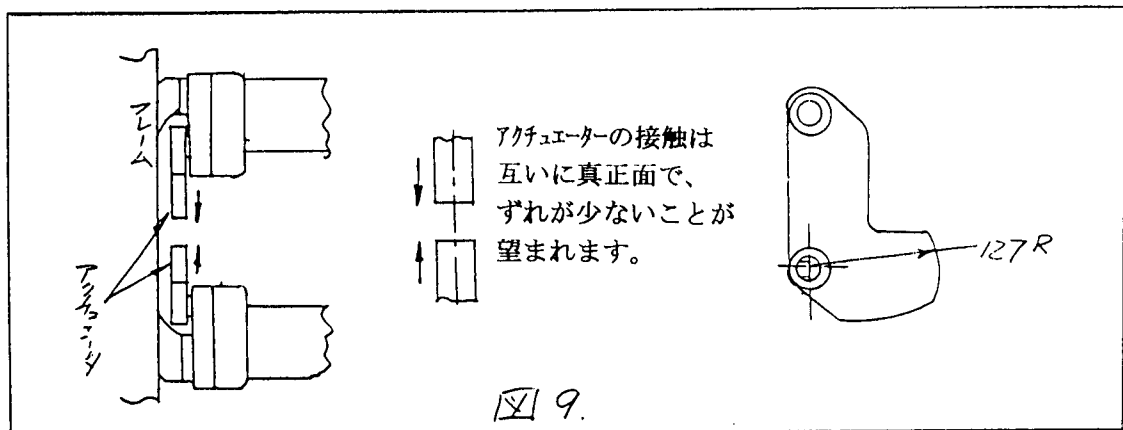 フレーム
アクチュエータ
アクチュエーターの接触は
互いに真正面で、
ずれが少ないことが
望まれます。
127R
図9.